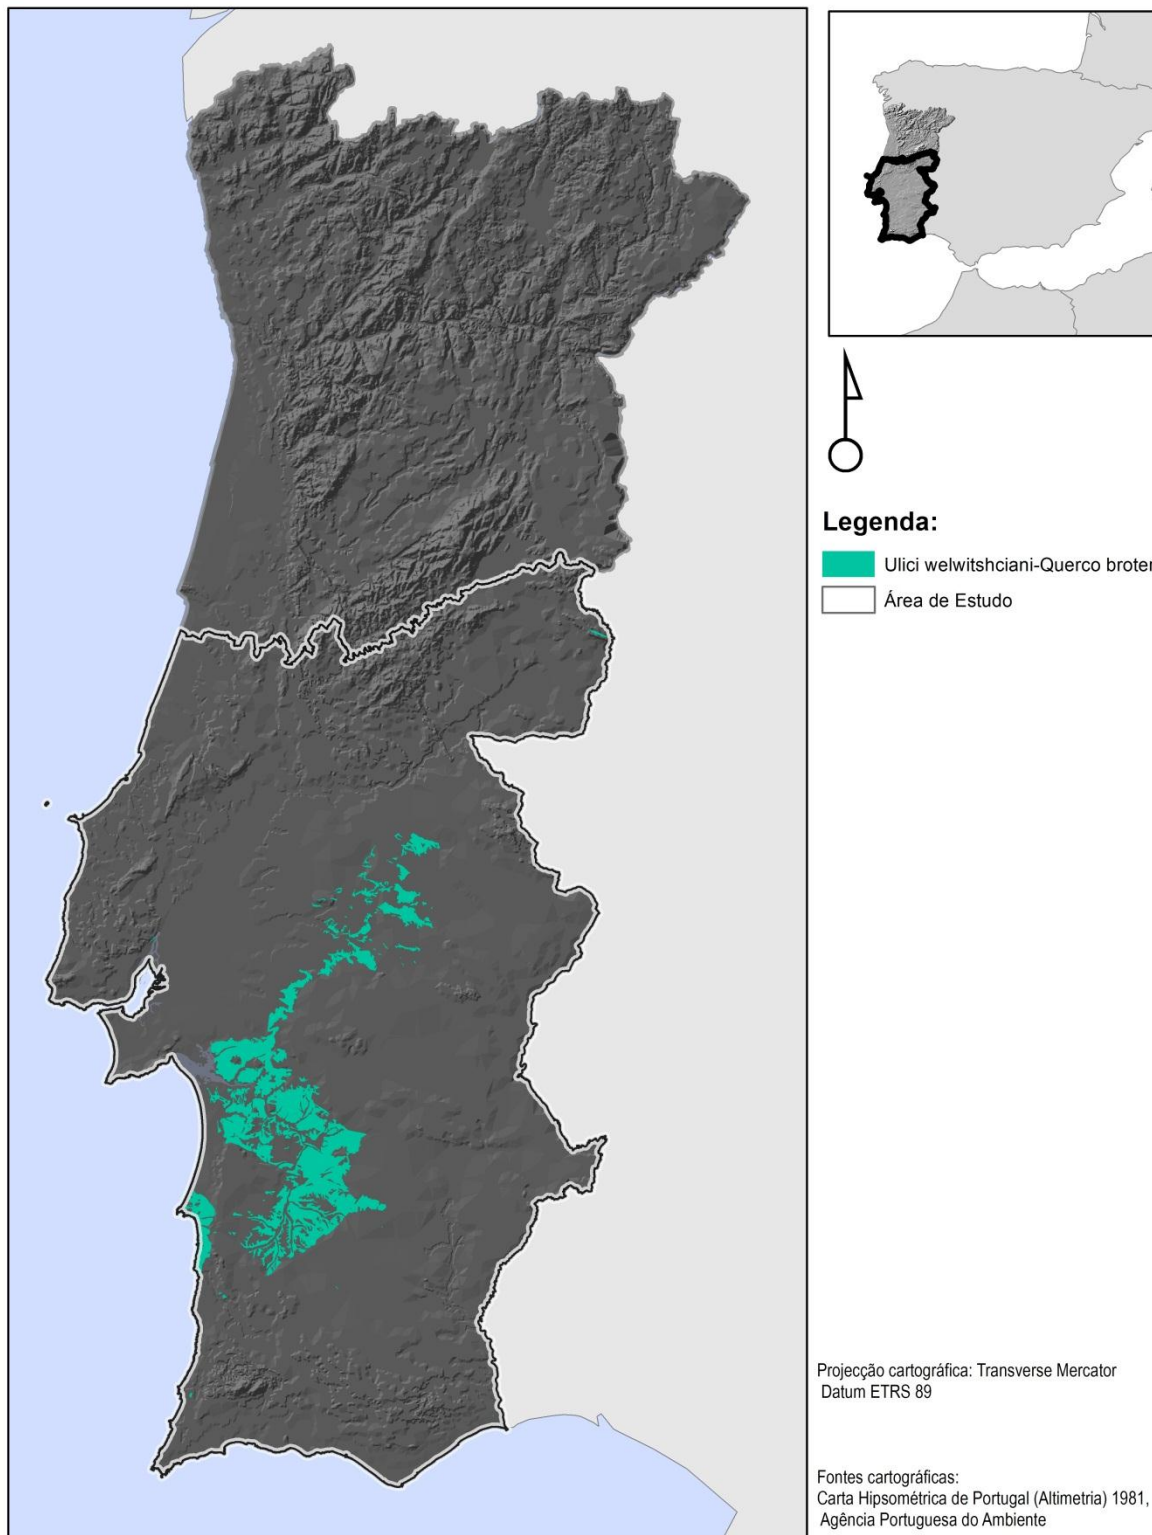 Legenda:
Ulici welwitshciani-Querco broter
Área de Estudo
Projecção cartográfica: Transverse Mercator
Datum ETRS 89
Fontes cartográficas:
Carta Hipsométrica de Portugal (Altimetria) 1981,
Agência Portuguesa do Ambiente